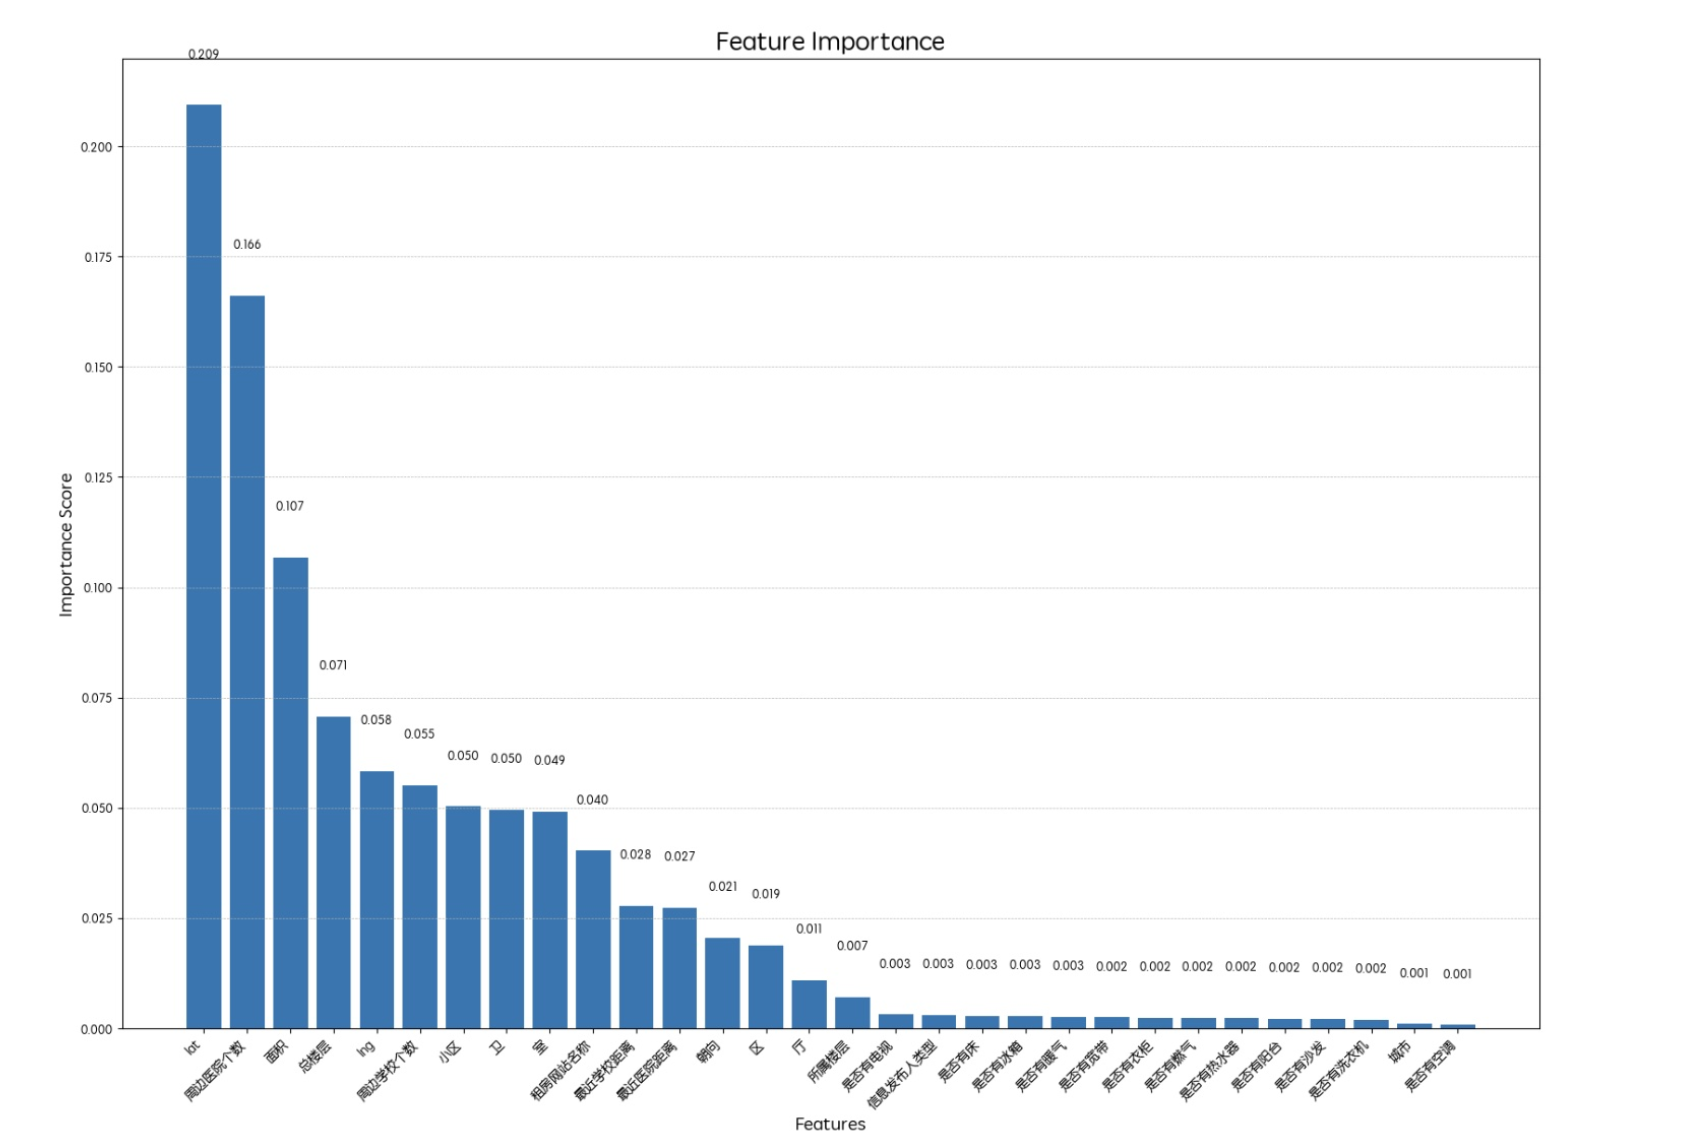 Feature Importance
0.209
0.166
0.107
0.071
0.058
0.055
0.050
0.050
0.049
0.040
0.028
0.027
0.021
0.019
0.011
0.007
0.003
0.003
0.003
0.003
0.003
0.002
0.002
0.002
0.002
0.002
0.002
0.002
0.001
0.001
Importance Score
0.200
0.175
0.150
0.125
0.100
0.075
0.050
0.025
0.000
lat
周边医院个数
面积
总楼层
lng
周边学校个数
小区
卫
室
租房网站名称
最近学校距离
最近医院距离
朝向
区
厅
所属楼层
是否有电视
信息发布人类型
是否有床
是否有冰箱
是否有暖气
是否有宽带
是否有衣柜
是否有燃气
是否有热水器
是否有阳台
是否有沙发
是否有洗衣机
城市
是否有空调
Features